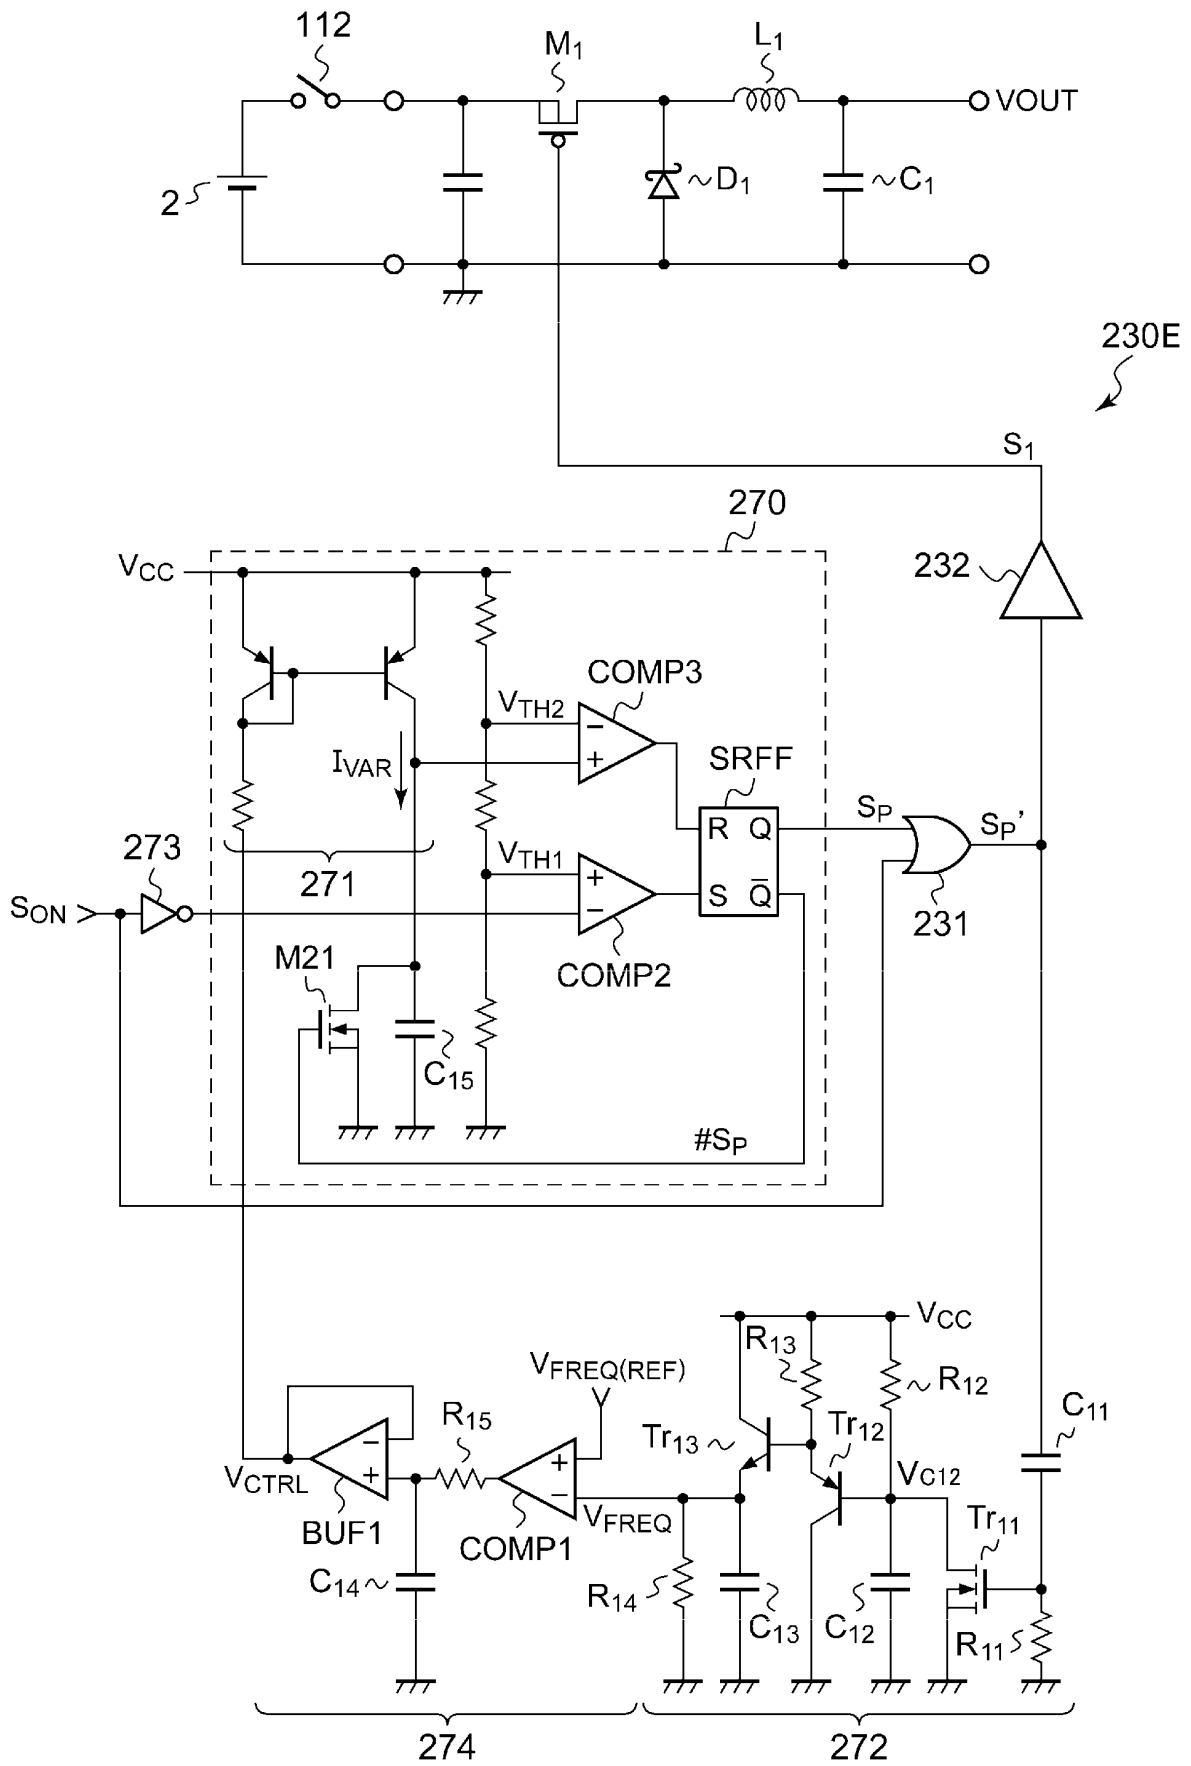 112
M1
L1
VOUT
2
D1
C1
230E
S1
270
VCC
232
COMP3
VTH2
SRFF
IVAR
R Q
SP
SP'
273
VTH1
271
SON
S Q̅
231
M21
COMP2
C15
#SP
VCC
R13
VFREQ(REF)
R12
R15
Tr13
Tr12
C11
VCTRL
VC12
BUF1
COMP1
VFREQ
Tr11
C14
R14
C13
C12
R11
274
272
+
−
+
−
+
−
+
−